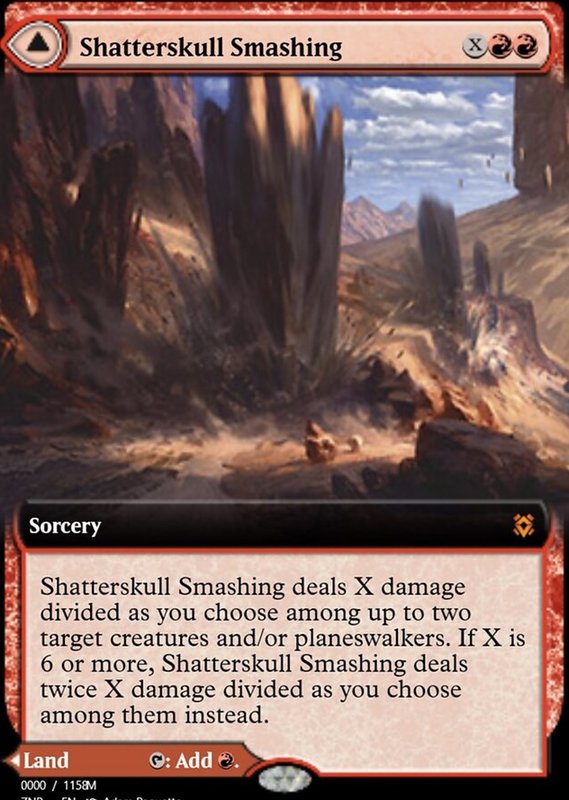 Shatterskull Smashing X
Sorcery
Shatterskull Smashing deals X damage
divided as you choose among up to two
target creatures and/or planeswalkers. If X is
6 or more, Shatterskull Smashing deals
twice X damage divided as you choose
among them instead.
Land : Add .
0000 / 1158M